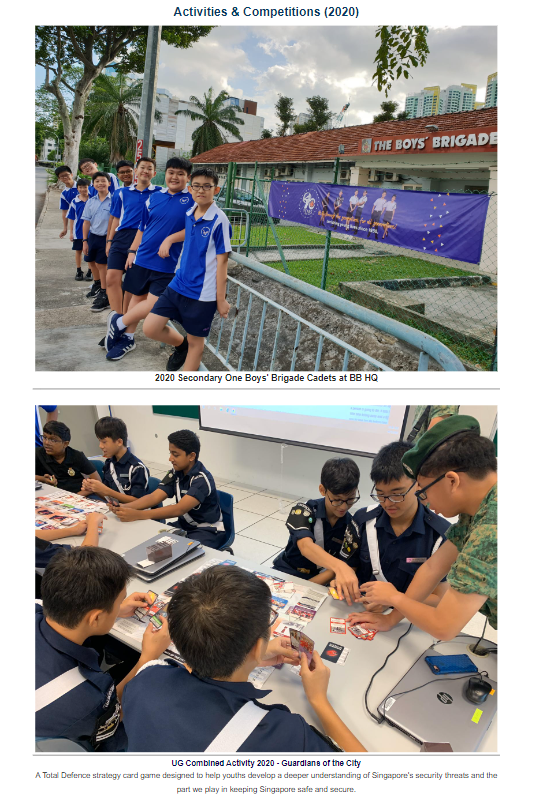 Activities & Competitions (2020)
THE BOYS' BRIGADE
2020 Secondary One Boys' Brigade Cadets at BB HQ
UG Combined Activity 2020 - Guardians of the City
A Total Defence strategy card game designed to help youths develop a deeper understanding of Singapore's security threats and the
part we play in keeping Singapore safe and secure.